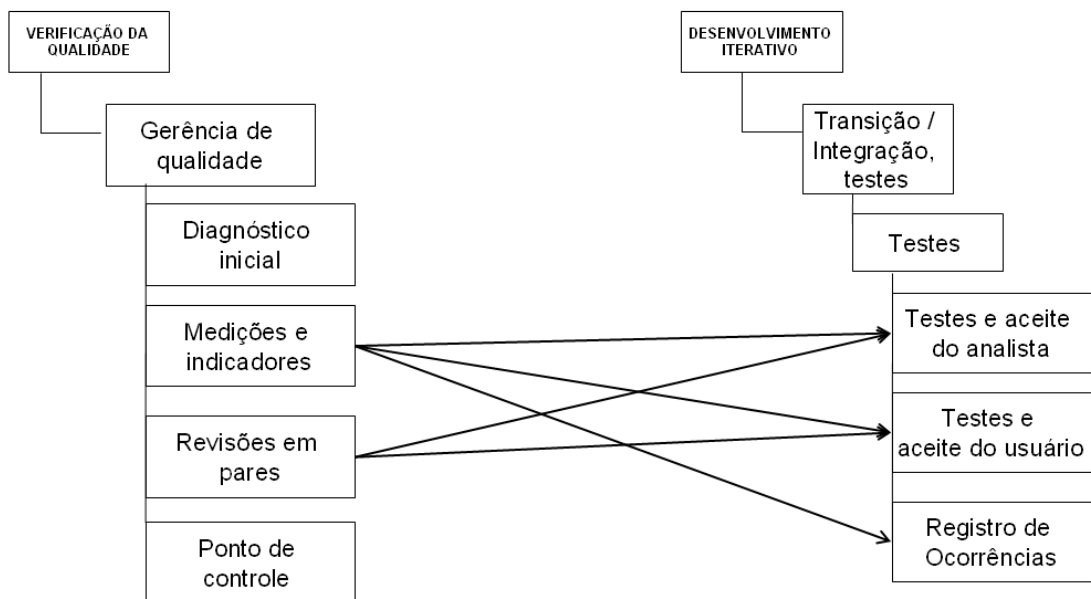 VERIFICAÇÃO DA
QUALIDADE
Gerência de
qualidade
Diagnóstico
inicial
Medições e
indicadores
Revisões em
pares
Ponto de
controle
DESENVOLVIMENTO
ITERATIVO
Transição /
Integração,
testes
Testes
Testes e aceite
do analista
Testes e
aceite do usuário
Registro de
Ocorrências